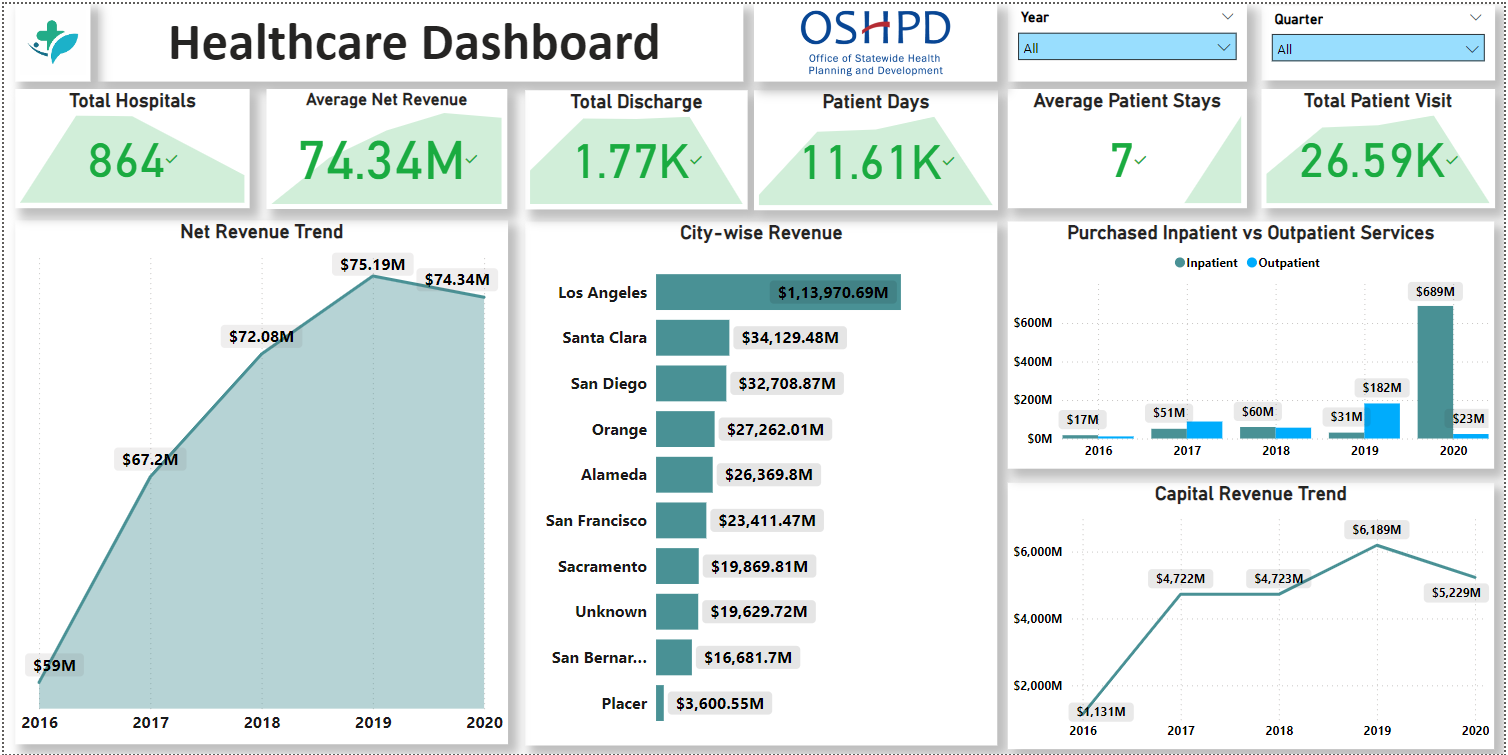 Healthcare Dashboard
OSHPD
Office of Statewide Health
Planning and Development
Year
All
Quarter
All
Total Hospitals
864
Average Net Revenue
74.34M
Total Discharge
1.77K
Patient Days
11.61K
Average Patient Stays
7
Total Patient Visit
26.59K
Net Revenue Trend
$75.19M
$74.34M
$72.08M
$67.2M
$59M
2016 2017 2018 2019 2020
City-wise Revenue
Los Angeles $1,13,970.69M
Santa Clara $34,129.48M
San Diego $32,708.87M
Orange $27,262.01M
Alameda $26,369.8M
San Francisco $23,411.47M
Sacramento $19,869.81M
Unknown $19,629.72M
San Bernar... $16,681.7M
Placer $3,600.55M
Purchased Inpatient vs Outpatient Services
Inpatient Outpatient
$689M
$600M
$400M
$182M
$200M
$17M $51M $60M $31M $23M
$0M
2016 2017 2018 2019 2020
Capital Revenue Trend
$6,189M
$6,000M
$4,722M $4,723M
$5,229M
$4,000M
$2,000M
$1,131M
2016 2017 2018 2019 2020